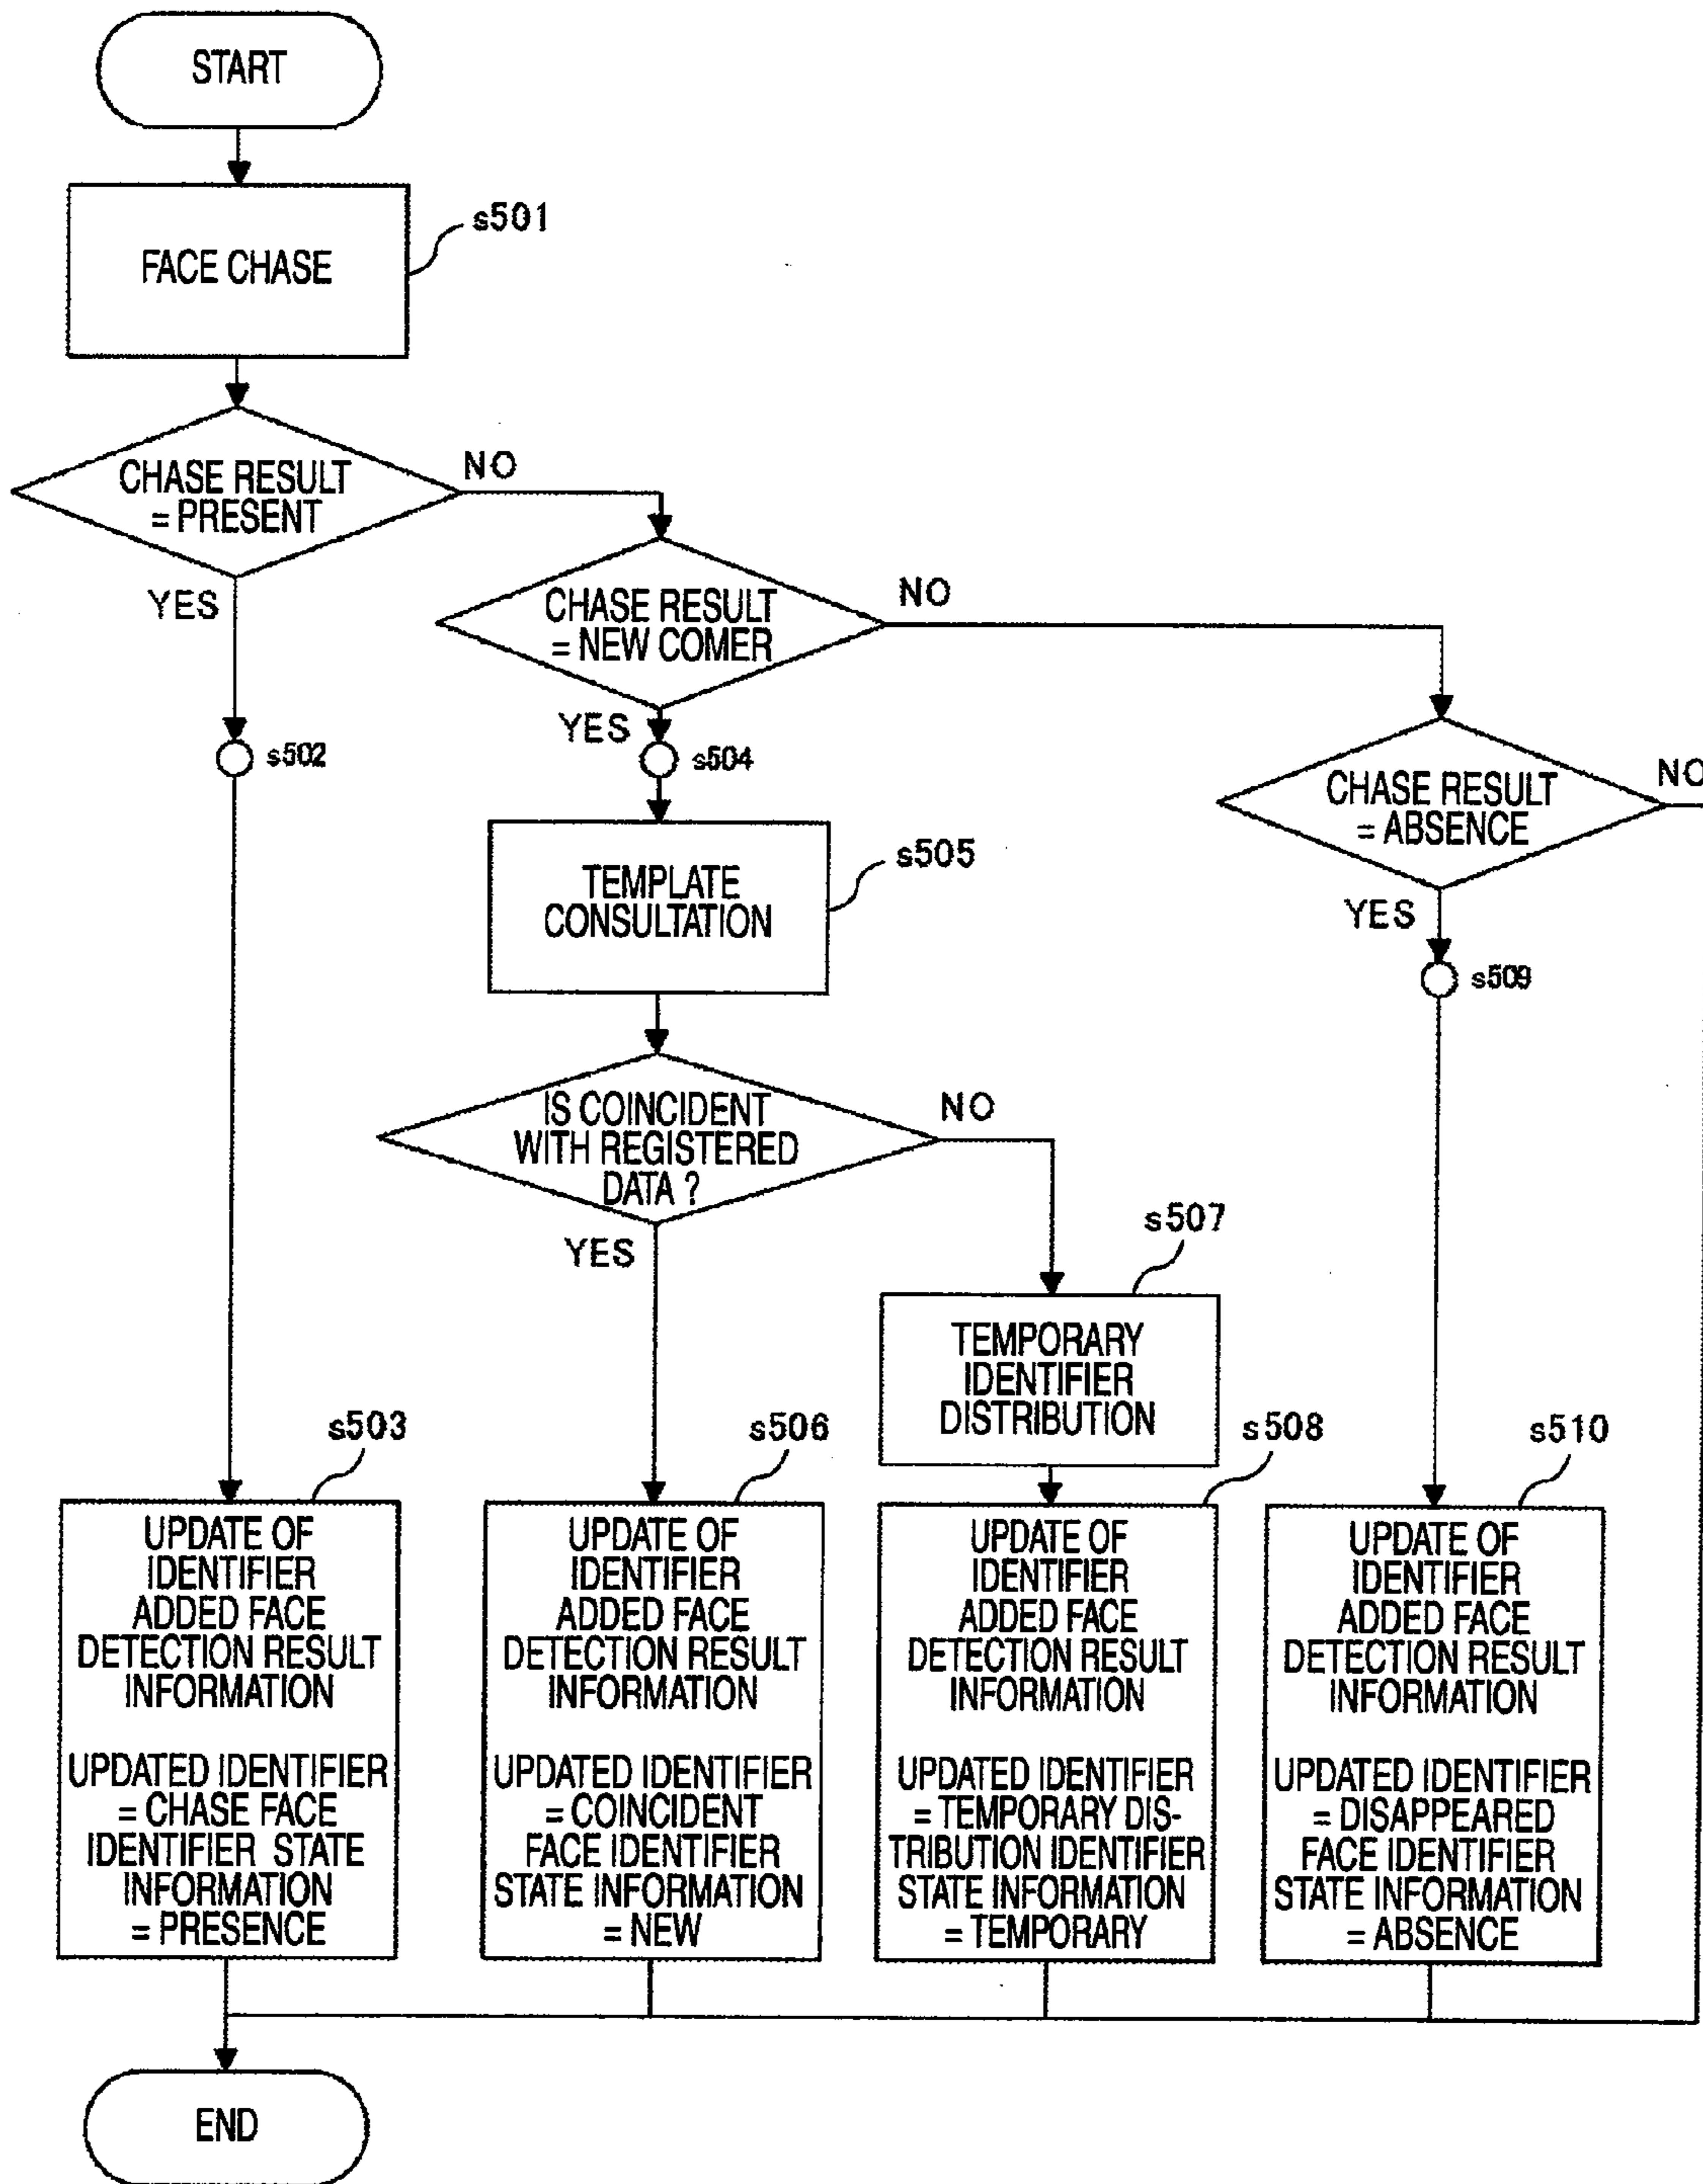 START
FACE CHASE
s501
CHASE RESULT
= PRESENT
NO
YES
CHASE RESULT
= NEW COMER
NO
YES
s502
s504
CHASE RESULT
= ABSENCE
NO
YES
TEMPLATE
CONSULTATION
s505
s509
IS COINCIDENT
WITH REGISTERED
DATA ?
NO
YES
s507
TEMPORARY
IDENTIFIER
DISTRIBUTION
s503
UPDATE OF
IDENTIFIER
ADDED FACE
DETECTION RESULT
INFORMATION
UPDATED IDENTIFIER
= CHASE FACE
IDENTIFIER STATE
INFORMATION
= PRESENCE
s506
UPDATE OF
IDENTIFIER
ADDED FACE
DETECTION RESULT
INFORMATION
UPDATED IDENTIFIER
= COINCIDENT
FACE IDENTIFIER
STATE INFORMATION
= NEW
s508
UPDATE OF
IDENTIFIER
ADDED FACE
DETECTION RESULT
INFORMATION
UPDATED IDENTIFIER
= TEMPORARY DIS-
TRIBUTION IDENTIFIER
STATE INFORMATION
= TEMPORARY
s510
UPDATE OF
IDENTIFIER
ADDED FACE
DETECTION RESULT
INFORMATION
UPDATED IDENTIFIER
= DISAPPEARED
FACE IDENTIFIER
STATE INFORMATION
= ABSENCE
END